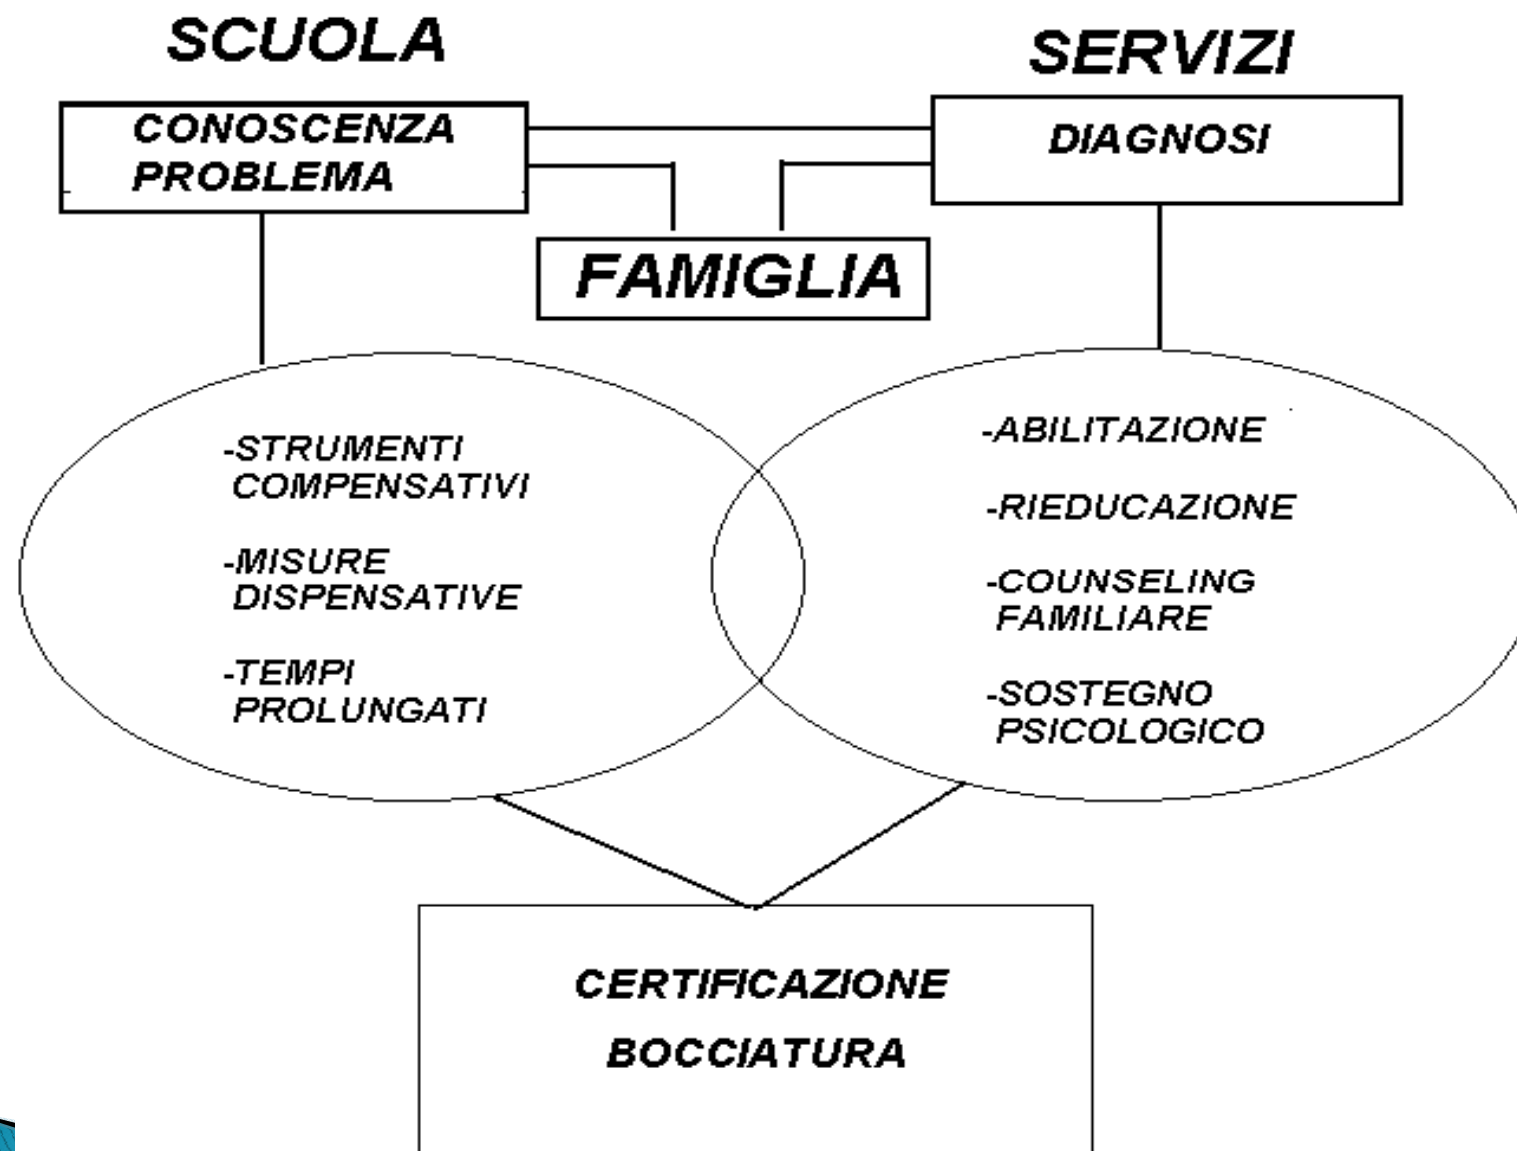 SCUOLA
SERVIZI
CONOSCENZA
PROBLEMA
DIAGNOSI
FAMIGLIA
-STRUMENTI
COMPENSATIVI
-MISURE
DISPENSATIVE
-TEMPI
PROLUNGATI
-ABILITAZIONE
-RIEDUCAZIONE
-COUNSELING
FAMILIARE
-SOSTEGNO
PSICOLOGICO
CERTIFICAZIONE
BOCCIATURA